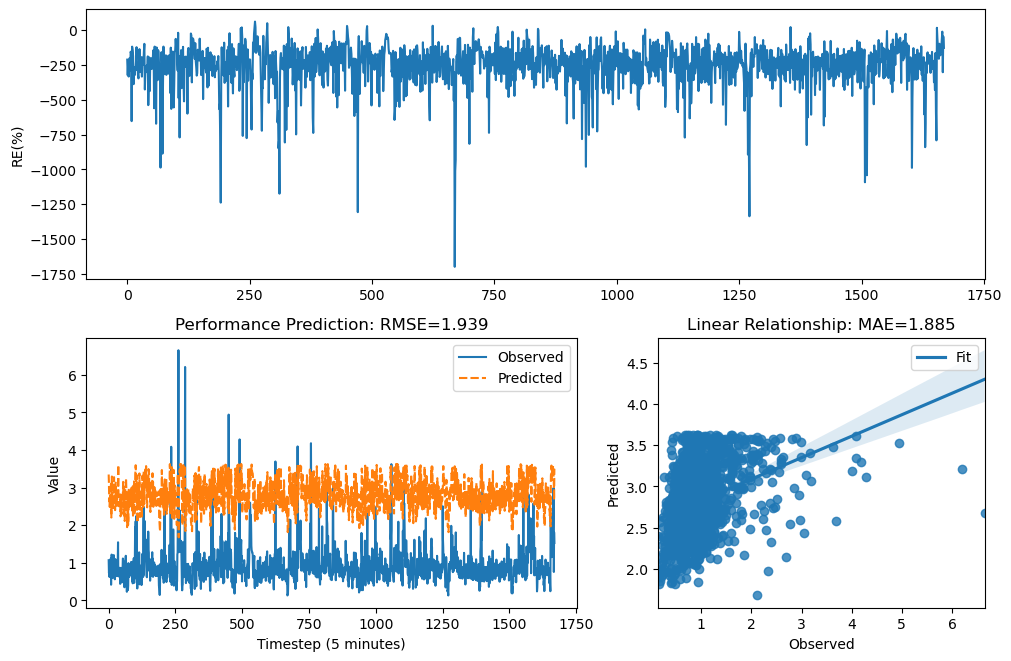 RE(%)
0
−250
−500
−750
−1000
−1250
−1500
−1750
0 250 500 750 1000 1250 1500 1750
Performance Prediction: RMSE=1.939
Value
6
5
4
3
2
1
0
Observed
Predicted
0 250 500 750 1000 1250 1500 1750
Timestep (5 minutes)
Linear Relationship: MAE=1.885
Predicted
4.5
4.0
3.5
3.0
2.5
2.0
Fit
1 2 3 4 5 6
Observed